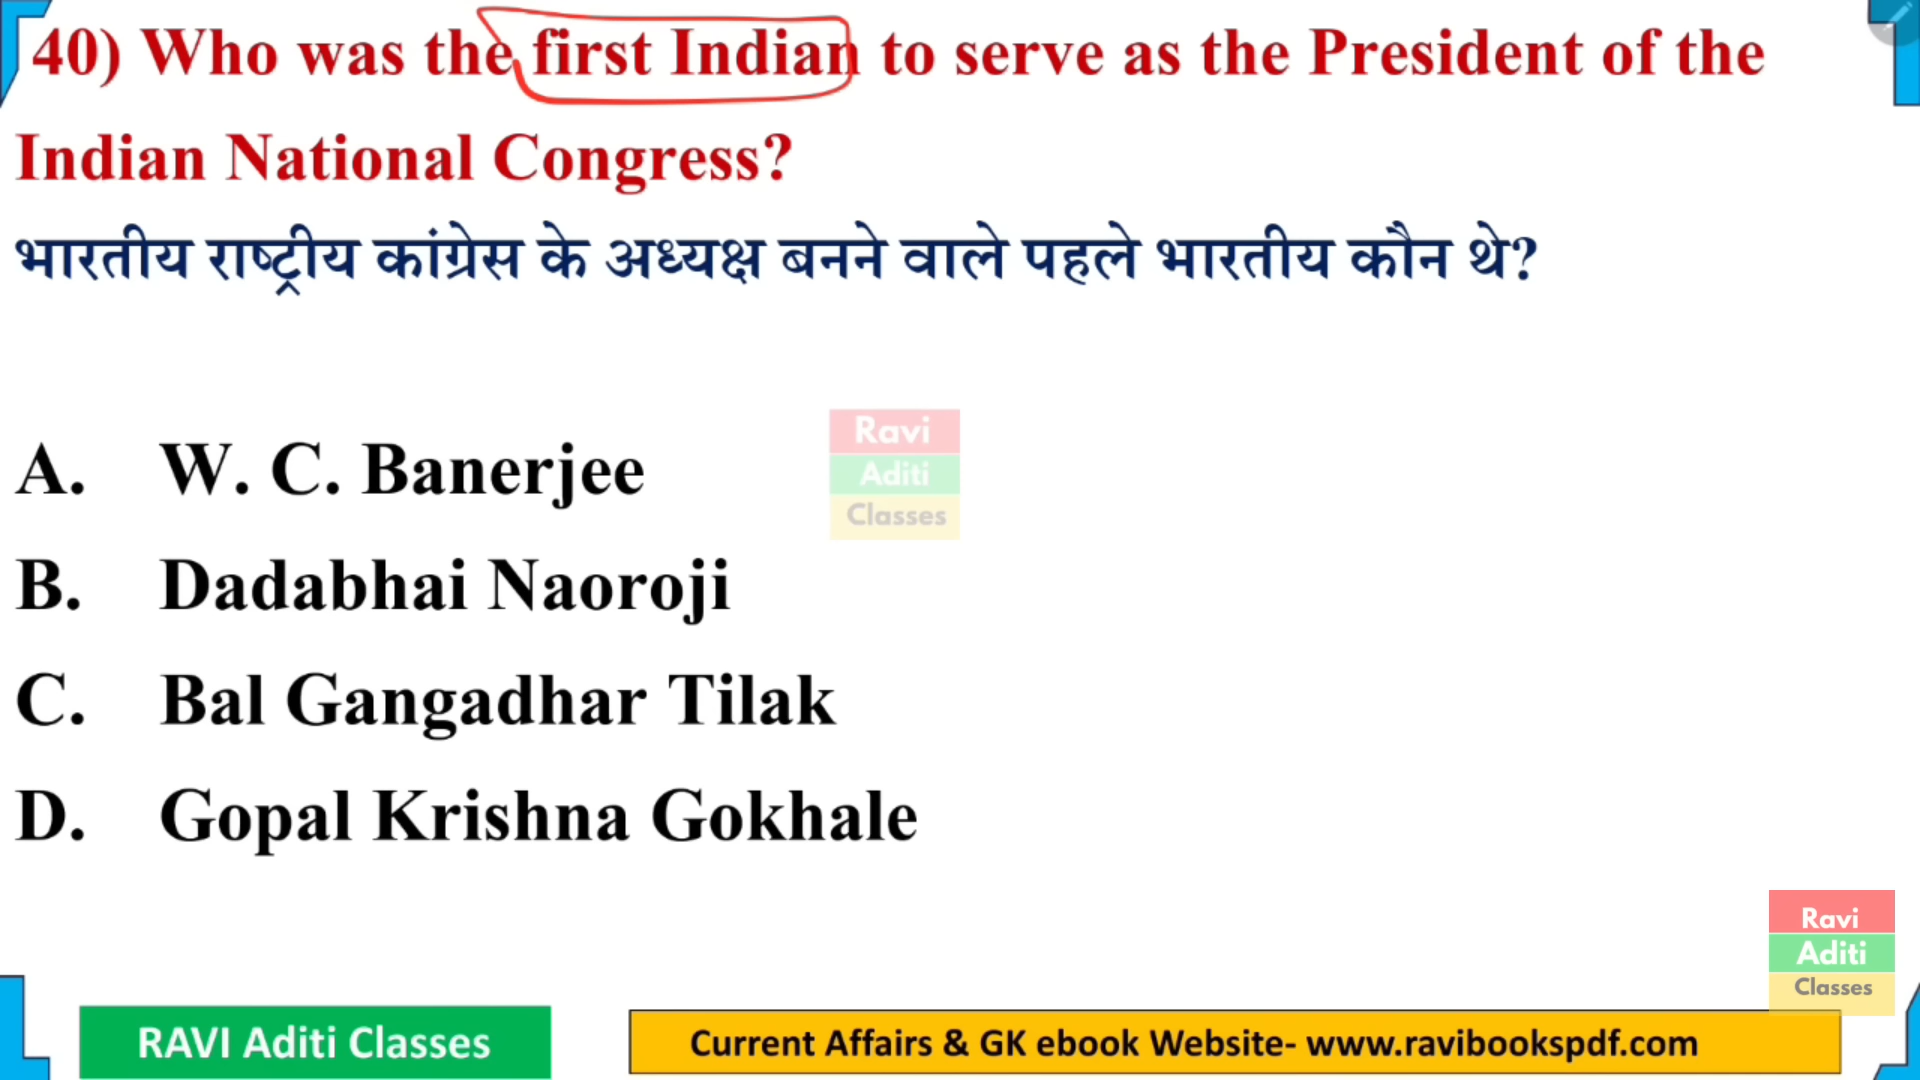 40) Who was the first Indian to serve as the President of the
Indian National Congress?
भारतीय राष्ट्रीय कांग्रेस के अध्यक्ष बनने वाले पहले भारतीय कौन थे?
A. W. C. Banerjee
B. Dadabhai Naoroji
C. Bal Gangadhar Tilak
D. Gopal Krishna Gokhale
Ravi
Aditi
Classes
Ravi
Aditi
Classes
RAVI Aditi Classes
Current Affairs & GK ebook Website- www.ravibookspdf.com